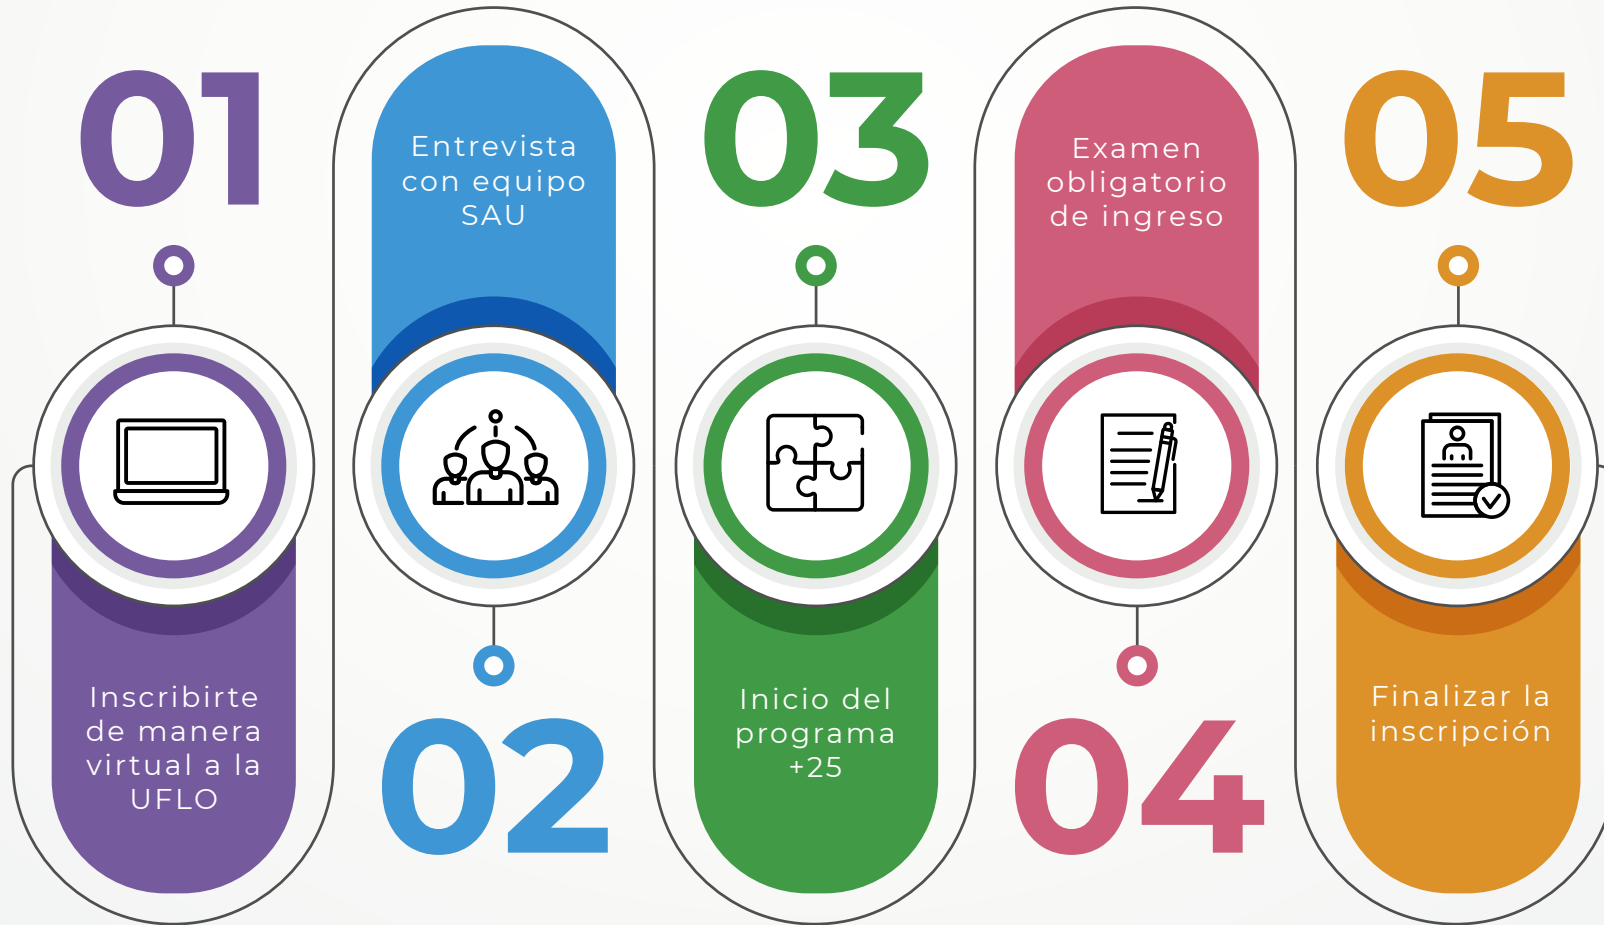 01
Inscribirte
de manera
virtual a la
UFLO
Entrevista
con equipo
SAU
02
03
Inicio del
programa
+25
Examen
obligatorio
de ingreso
04
05
Finalizar la
inscripción